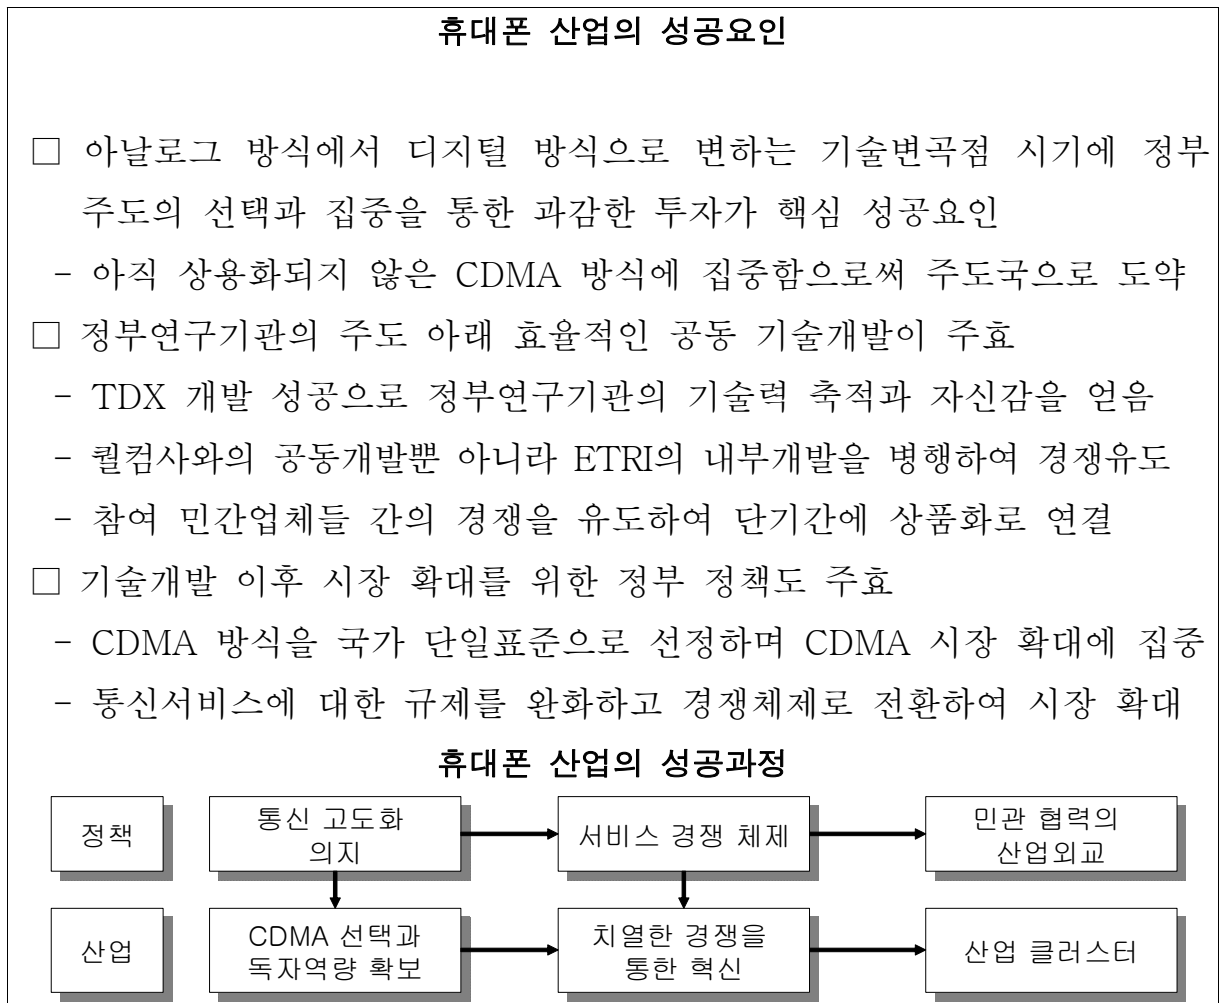 휴대폰 산업의 성공요인
□ 아날로그 방식에서 디지털 방식으로 변하는 기술변곡점 시기에 정부
주도의 선택과 집중을 통한 과감한 투자가 핵심 성공요인
- 아직 상용화되지 않은 CDMA 방식에 집중함으로써 주도국으로 도약
□ 정부연구기관의 주도 아래 효율적인 공동 기술개발이 주효
- TDX 개발 성공으로 정부연구기관의 기술력 축적과 자신감을 얻음
- 퀄컴사와의 공동개발뿐 아니라 ETRI의 내부개발을 병행하여 경쟁유도
- 참여 민간업체들 간의 경쟁을 유도하여 단기간에 상품화로 연결
□ 기술개발 이후 시장 확대를 위한 정부 정책도 주효
- CDMA 방식을 국가 단일표준으로 선정하며 CDMA 시장 확대에 집중
- 통신서비스에 대한 규제를 완화하고 경쟁체제로 전환하여 시장 확대
휴대폰 산업의 성공과정
정책
통신 고도화
의지
서비스 경쟁 체제
민관 협력의
산업외교
산업
CDMA 선택과
독자역량 확보
치열한 경쟁을
통한 혁신
산업 클러스터